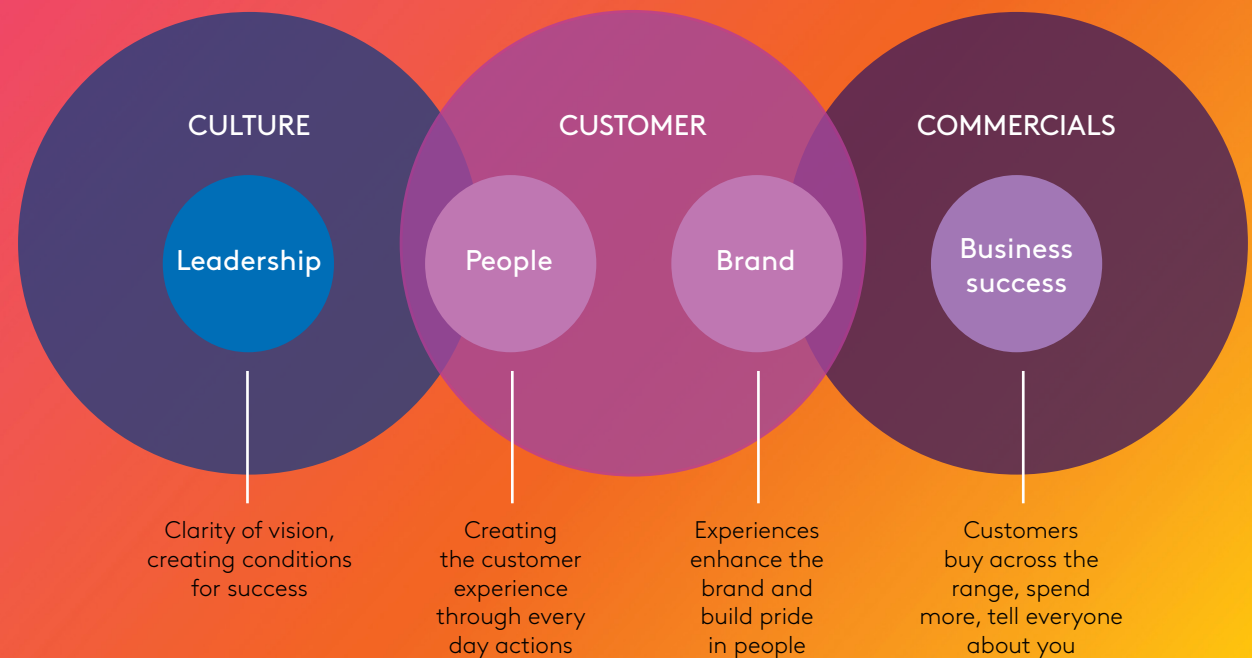 CULTURE
CUSTOMER
COMMERCIALS
Leadership
People
Brand
Business
success
Clarity of vision,
creating conditions
for success
Creating
the customer
experience
through every
day actions
Experiences
enhance the
brand and
build pride
in people
Customers
buy across the
range, spend
more, tell everyone
about you